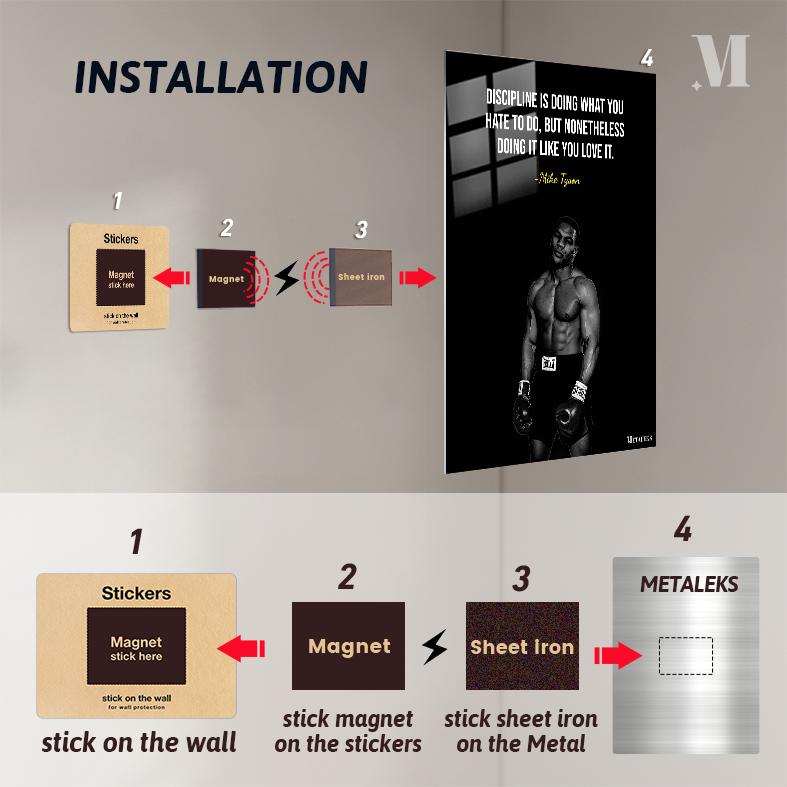 INSTALLATION
M
4
DISCIPLINE IS DOING WHAT YOU
HATE TO DO, BUT NONETHELESS
DOING IT LIKE YOU LOVE IT.
-Mike Tyson
METALEKS
1
Stickers
Magnet
stick here
stick on the wall
for wall protection
2
Magnet
3
Sheet iron
1
Stickers
Magnet
stick here
stick on the wall
for wall protection
stick on the wall
2
Magnet
stick magnet
on the stickers
3
Sheet iron
stick sheet iron
on the Metal
4
METALEKS